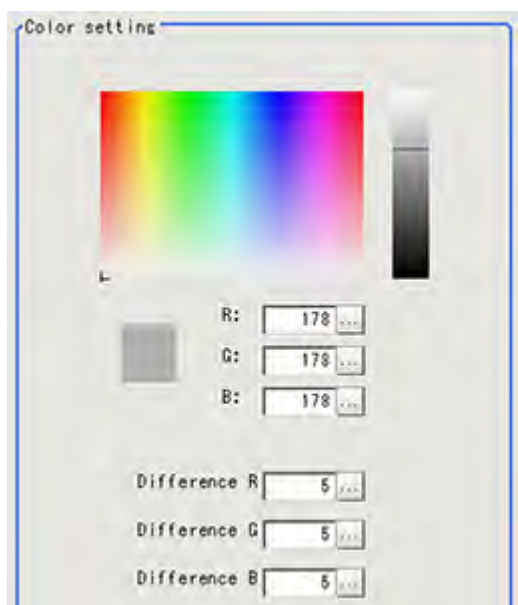 Color setting
R: 178 ...
G: 178 ...
B: 178 ...
Difference R 5 ...
Difference G 5 ...
Difference B 5 ...